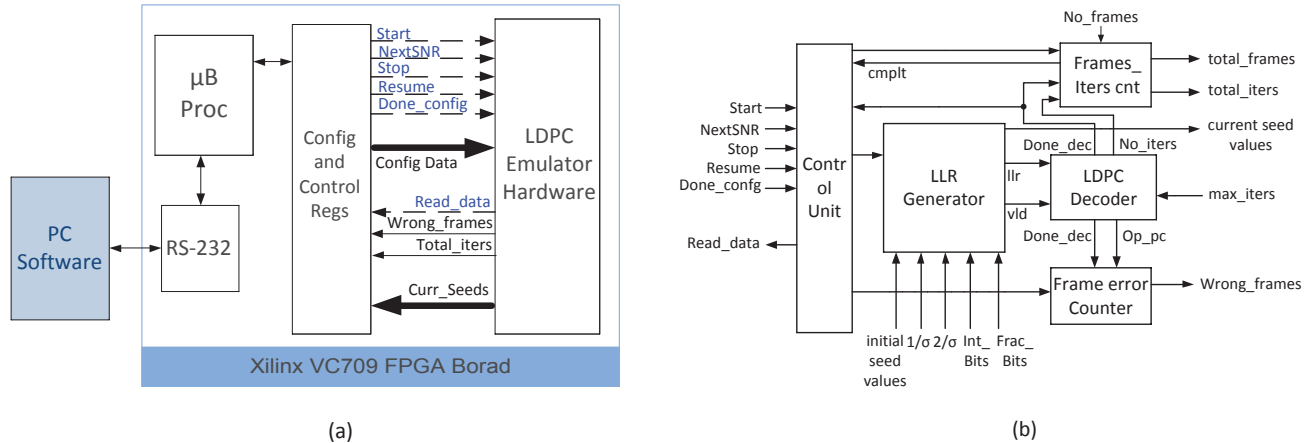 Start
NextSNR
Stop
Resume
Done_config
Config Data
Read_data
Wrong_frames
Total_iters
Curr_Seeds
μB
Proc
RS-232
PC
Software
Config
and
Control
Regs
LDPC
Emulator
Hardware
Xilinx VC709 FPGA Borad
(a)
No_frames
Frames_
Iters cnt
total_frames
total_iters
cmplt
Start
NextSNR
Stop
Resume
Done_confg
Read_data
Contr
ol
Unit
LLR
Generator
Done_dec
No_iters
current seed
values
llr
vld
LDPC
Decoder
max_iters
Done_dec
Op_pc
Frame error
Counter
Wrong_frames
initial
seed
values
1/σ
2/σ
Int_
Bits
Frac_
Bits
(b)